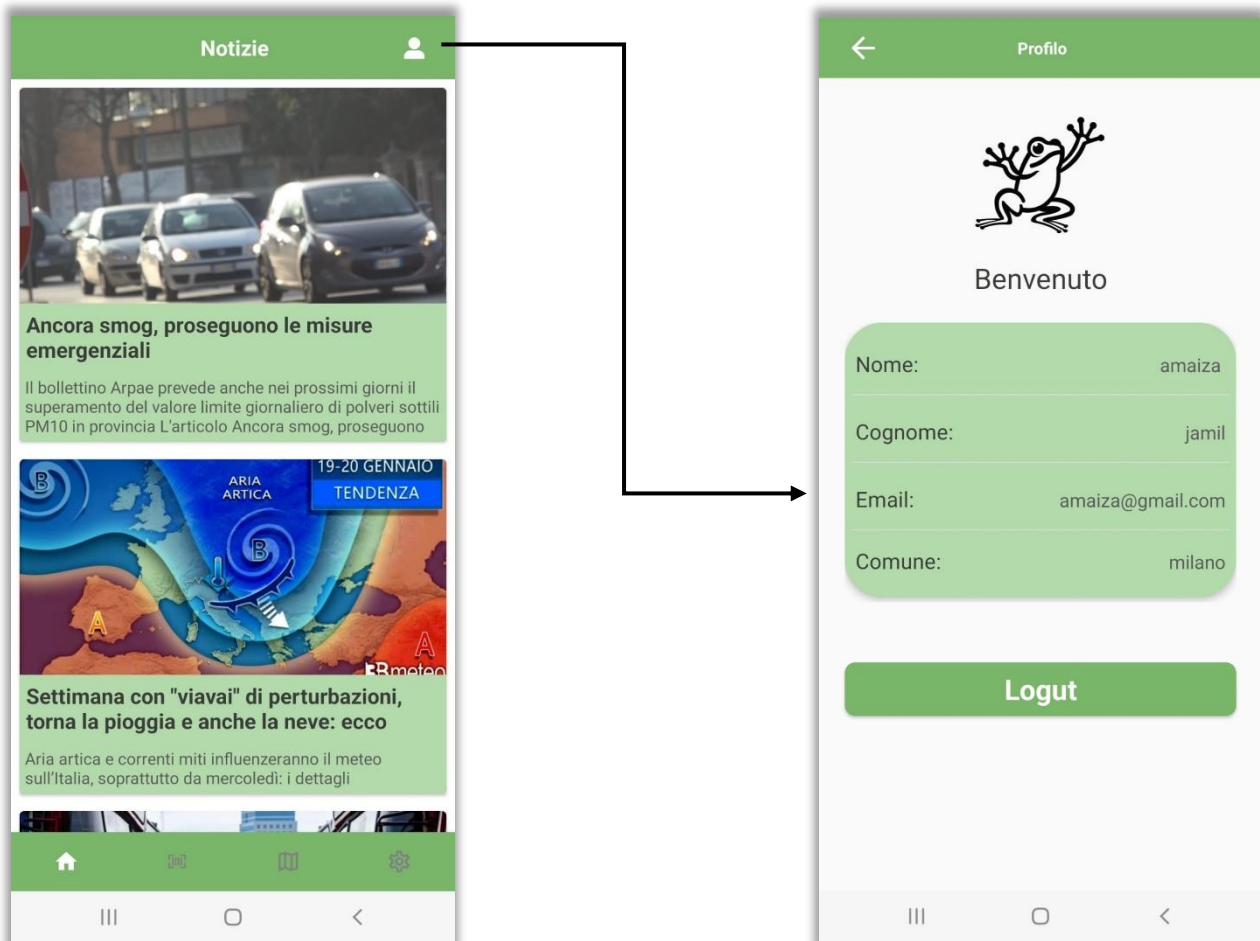 Notizie
Ancora smog, proseguono le misure
emergenziali
Il bollettino Arpae prevede anche nei prossimi giorni il
superamento del valore limite giornaliero di polveri sottili
PM10 in provincia L'articolo Ancora smog, proseguono
B
ARIA
ARTICA
19-20 GENNAIO
TENDENZA
B
A
A
3Bmeteo
Settimana con "viavai" di perturbazioni,
torna la pioggia e anche la neve: ecco
Aria artica e correnti miti influenzeranno il meteo
sull'Italia, soprattutto da mercoledì: i dettagli
Profilo
Benvenuto
Nome: amaiza
Cognome: jamil
Email: amaiza@gmail.com
Comune: milano
Logut